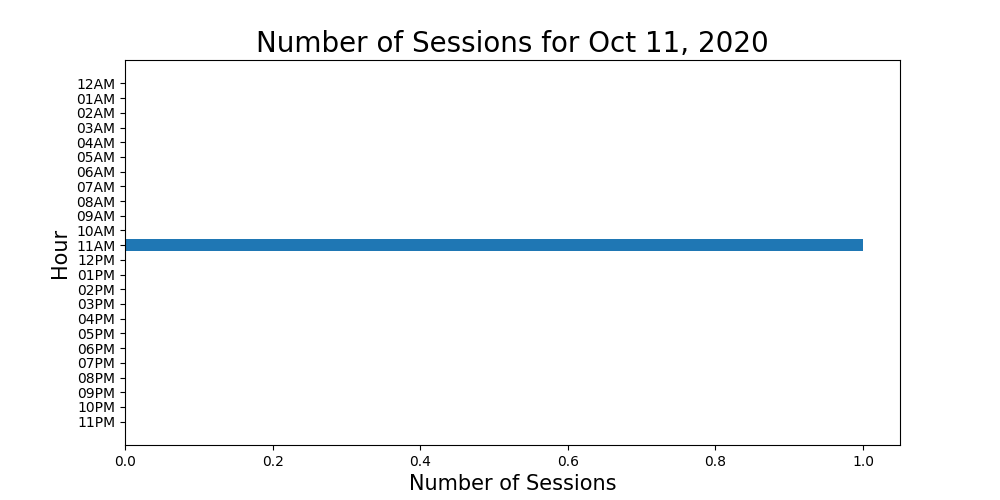 Number of Sessions for Oct 11, 2020
12AM
01AM
02AM
03AM
04AM
05AM
06AM
07AM
08AM
09AM
10AM
11AM
12PM
01PM
02PM
03PM
04PM
05PM
06PM
07PM
08PM
09PM
10PM
11PM
Hour
0.0 0.2 0.4 0.6 0.8 1.0
Number of Sessions